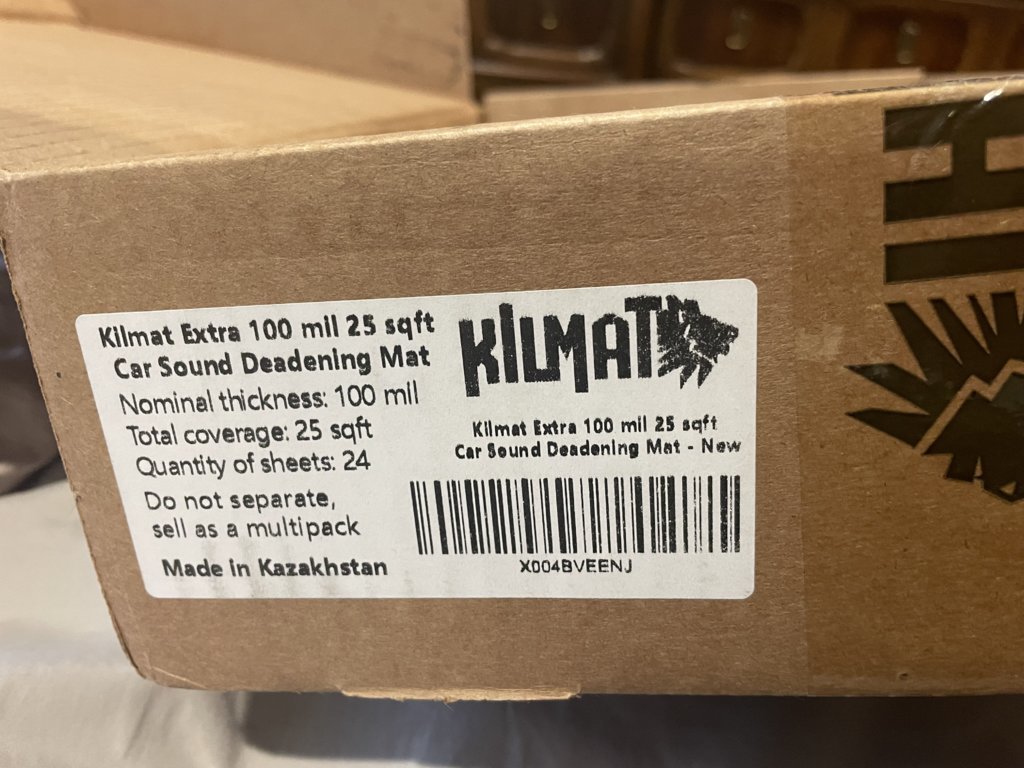 Kilmat Extra 100 mil 25 sqft
Car Sound Deadening Mat
Nominal thickness: 100 mil
Total coverage: 25 sqft
Quantity of sheets: 24
Do not separate,
sell as a multipack
Made in Kazakhstan
KILMAT
Kilmat Extra 100 mil 25 sqft
Car Sound Deadening Mat - New
X004BVEENJ